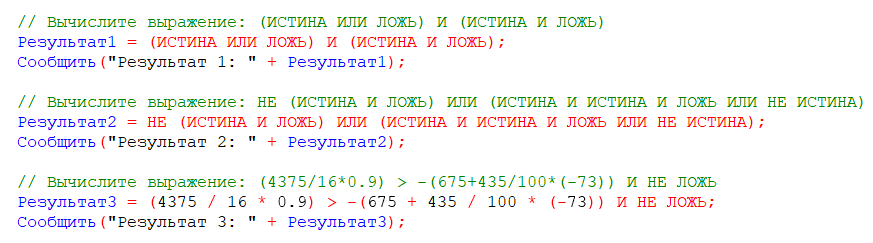 // Вычислите выражение: (ИСТИНА ИЛИ ЛОЖЬ) И (ИСТИНА И ЛОЖЬ)
Результат1 = (ИСТИНА ИЛИ ЛОЖЬ) И (ИСТИНА И ЛОЖЬ);
Сообщить("Результат 1: " + Результат1);
// Вычислите выражение: НЕ (ИСТИНА И ЛОЖЬ) ИЛИ (ИСТИНА И ИСТИНА И ЛОЖЬ ИЛИ НЕ ИСТИНА)
Результат2 = НЕ (ИСТИНА И ЛОЖЬ) ИЛИ (ИСТИНА И ИСТИНА И ЛОЖЬ ИЛИ НЕ ИСТИНА);
Сообщить("Результат 2: " + Результат2);
// Вычислите выражение: (4375/16*0.9) > -(675+435/100*(-73)) И НЕ ЛОЖЬ
Результат3 = (4375 / 16 * 0.9) > -(675 + 435 / 100 * (-73)) И НЕ ЛОЖЬ;
Сообщить("Результат 3: " + Результат3);